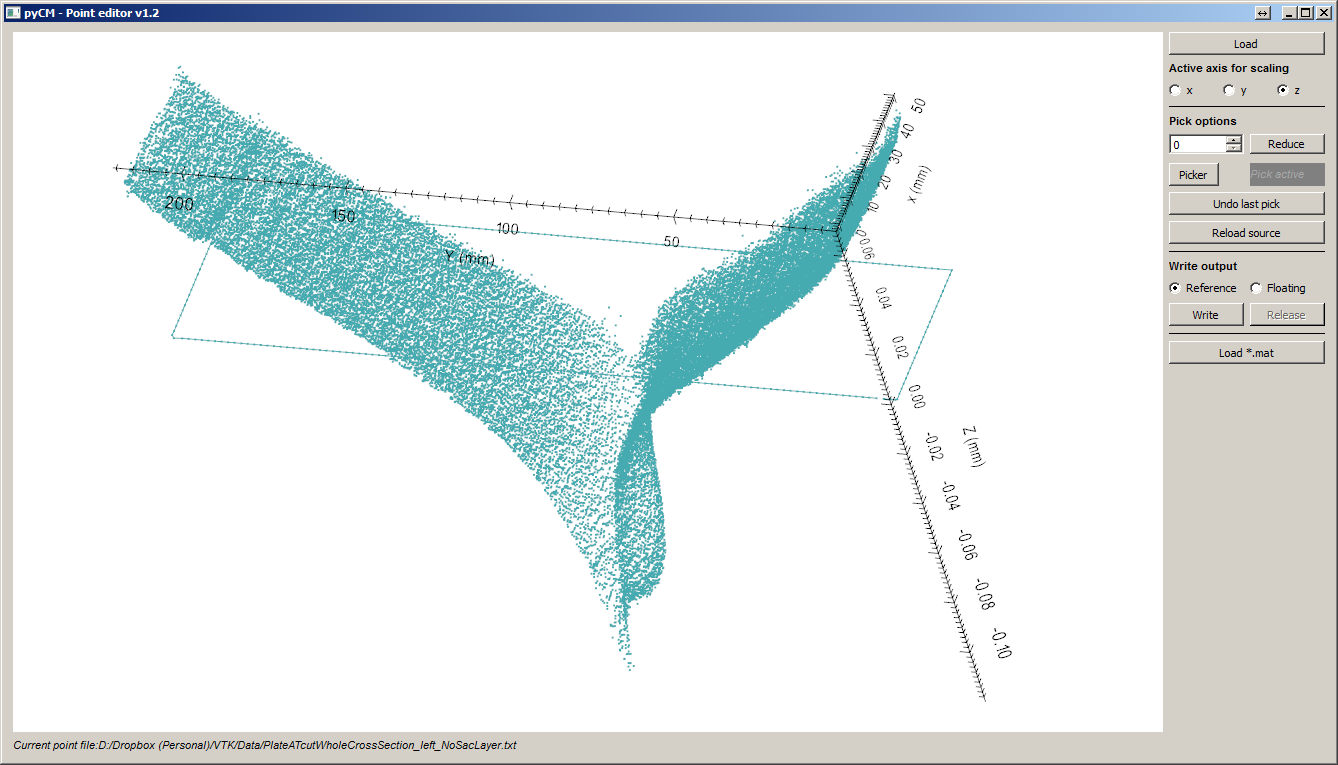 pyCM - Point editor v1.2
Load
Active axis for scaling
x y z
Pick options
0 Reduce
Picker Pick active
Undo last pick
Reload source
Write output
Reference Floating
Write Release
Load *.mat
200
150
100
50
Y (mm)
50
40
30
20
10
0
x (mm)
0.06
0.04
0.02
0.00
-0.02
-0.04
-0.06
-0.08
-0.10
Z (mm)
Current point file:D:/Dropbox (Personal)/VTK/Data/PlateATcutWholeCrossSection_left_NoSacLayer.txt